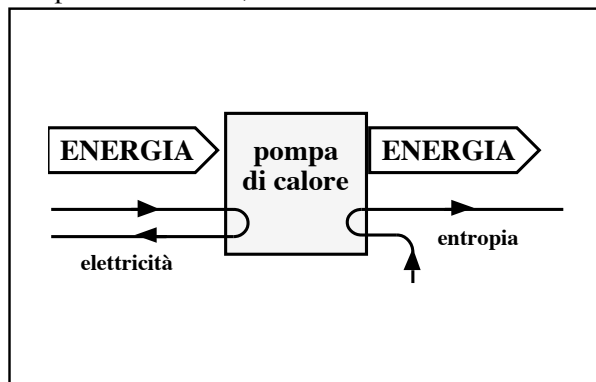 ENERGIA
pompa
di calore
ENERGIA
elettricità
entropia